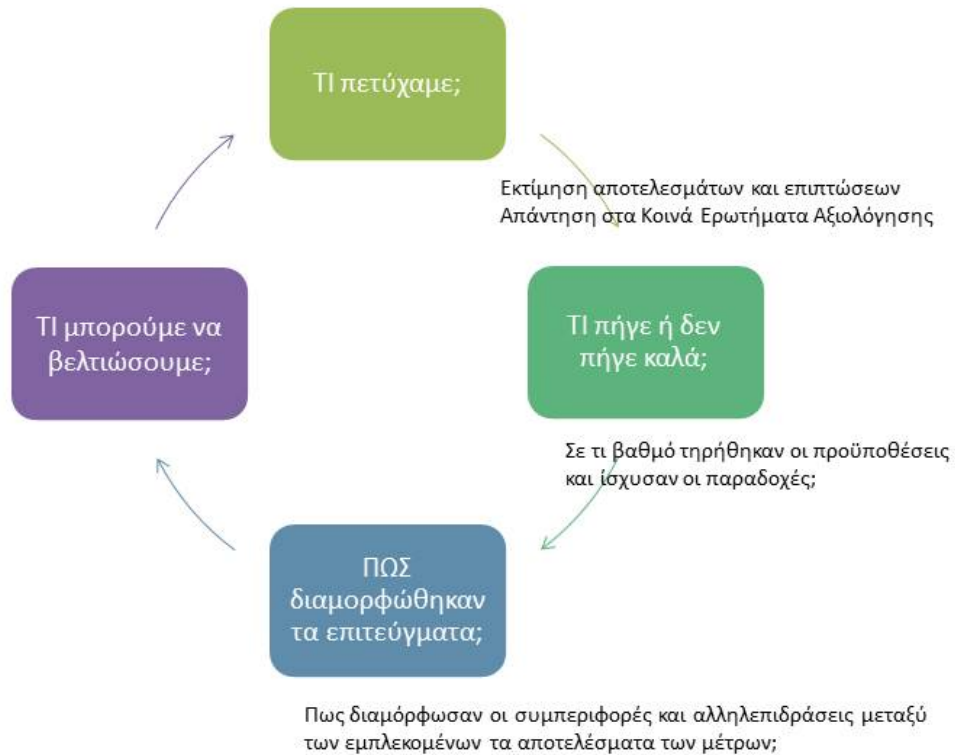 ΤΙ πετύχαμε;
Εκτίμηση αποτελεσμάτων και επιπτώσεων
Απάντηση στα Κοινά Ερωτήματα Αξιολόγησης
ΤΙ πήγε ή δεν
πήγε καλά;
Σε τι βαθμό τηρήθηκαν οι προϋποθέσεις
και ίσχυσαν οι παραδοχές;
ΠΩΣ
διαμορφώθηκαν
τα επιτεύγματα;
Πως διαμόρφωσαν οι συμπεριφορές και αλληλεπιδράσεις μεταξύ
των εμπλεκομένων τα αποτελέσματα των μέτρων;
ΤΙ μπορούμε να
βελτιώσουμε;